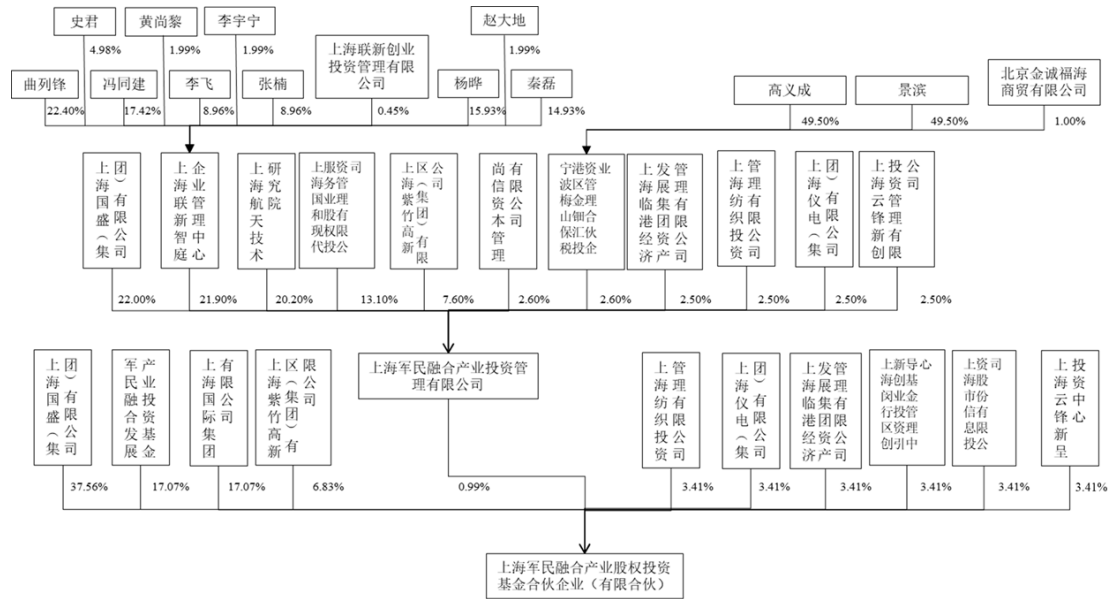 史君
黄尚黎
李宇宁
赵大地
4.98%
1.99%
1.99%
1.99%
曲列锋
冯同建
李飞
张楠
上海联新创业
投资管理有限
公司
杨晔
秦磊
高义成
景滨
北京金诚福海
商贸有限公司
22.40%
17.42%
8.96%
8.96%
0.45%
15.93%
14.93%
49.50%
49.50%
1.00%
上海国盛（集
团）有限公司
上海联新智庭
企业管理中心
上海航天技术
研究院
上海国和现代
服务业股权投
资管理有限公
司
上海紫竹高新
区（集团）有限
公司
尚信资本管理
有限公司
宁波梅山保税
港区金钿汇投
资管理合伙企
业
上海临港经济
发展集团资产
管理有限公司
上海纺织投资
管理有限公司
上海仪电（集
团）有限公司
上海云锋新创
投资管理有限
公司
22.00%
21.90%
20.20%
13.10%
7.60%
2.60%
2.60%
2.50%
2.50%
2.50%
2.50%
上海国盛（集
团）有限公司
军民融合发展
产业投资基金
上海国际集团
有限公司
上海紫竹高新
区（集团）有
限公司
上海军民融合产业投资管
理有限公司
上海纺织投资
管理有限公司
上海仪电（集
团）有限公司
上海临港经济
发展集团资产
管理有限公司
上海闵行区创
新创业投资引
导基金管理中
心
上海市信息投
资股份有限公
司
上海云锋新呈
投资中心
37.56%
17.07%
17.07%
6.83%
0.99%
3.41%
3.41%
3.41%
3.41%
3.41%
3.41%
上海军民融合产业股权投资
基金合伙企业（有限合伙）